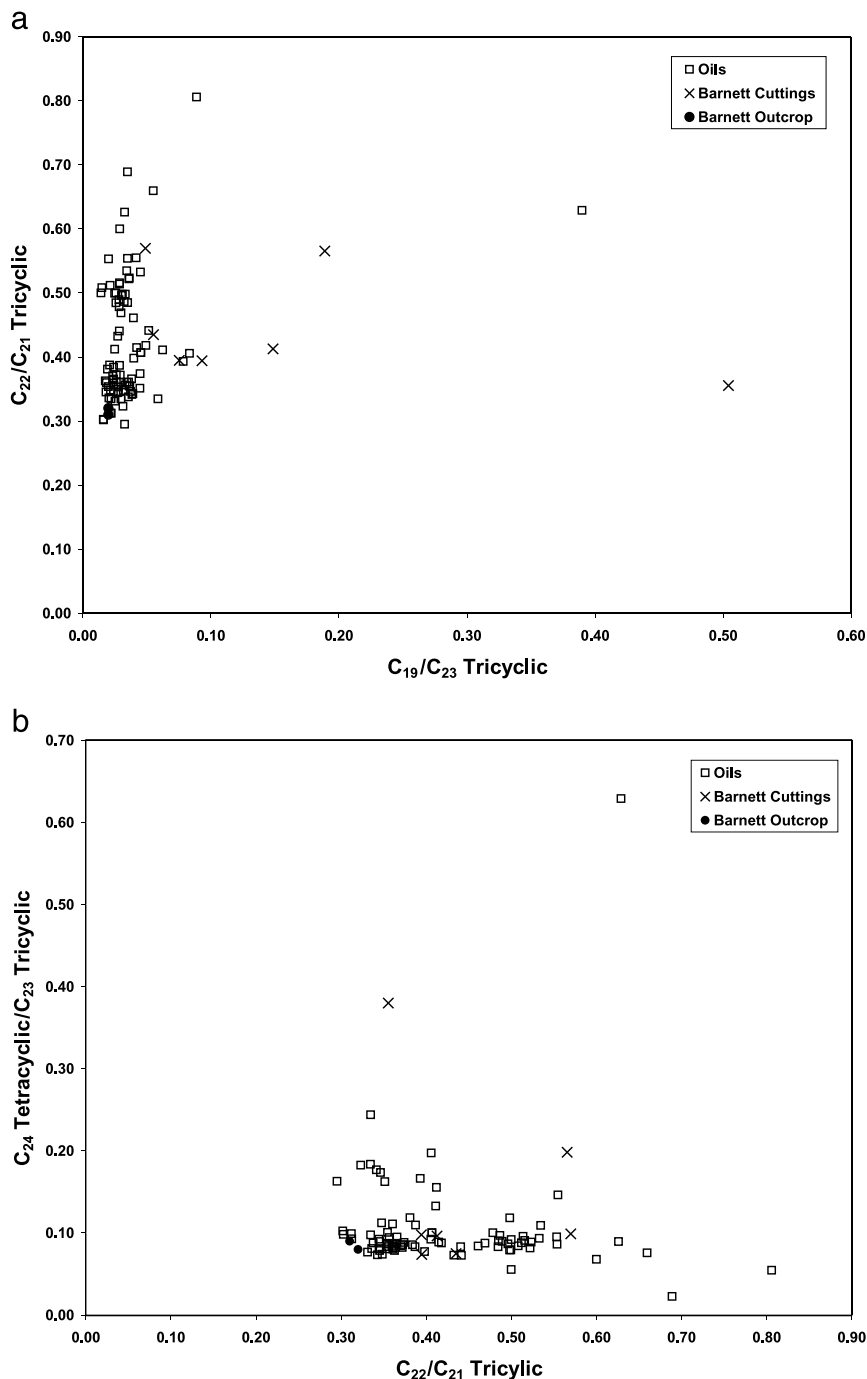 a
0.90
0.80
0.70
0.60
0.50
0.40
0.30
0.20
0.10
0.00
C₂₂/C₂₁ Tricyclic
Oils
Barnett Cuttings
Barnett Outcrop
0.00 0.10 0.20 0.30 0.40 0.50 0.60
C₁₉/C₂₃ Tricyclic
b
0.70
0.60
0.50
0.40
0.30
0.20
0.10
0.00
C₂₄ Tetracyclic/C₂₃ Tricyclic
Oils
Barnett Cuttings
Barnett Outcrop
0.00 0.10 0.20 0.30 0.40 0.50 0.60 0.70 0.80 0.90
C₂₂/C₂₁ Tricylic